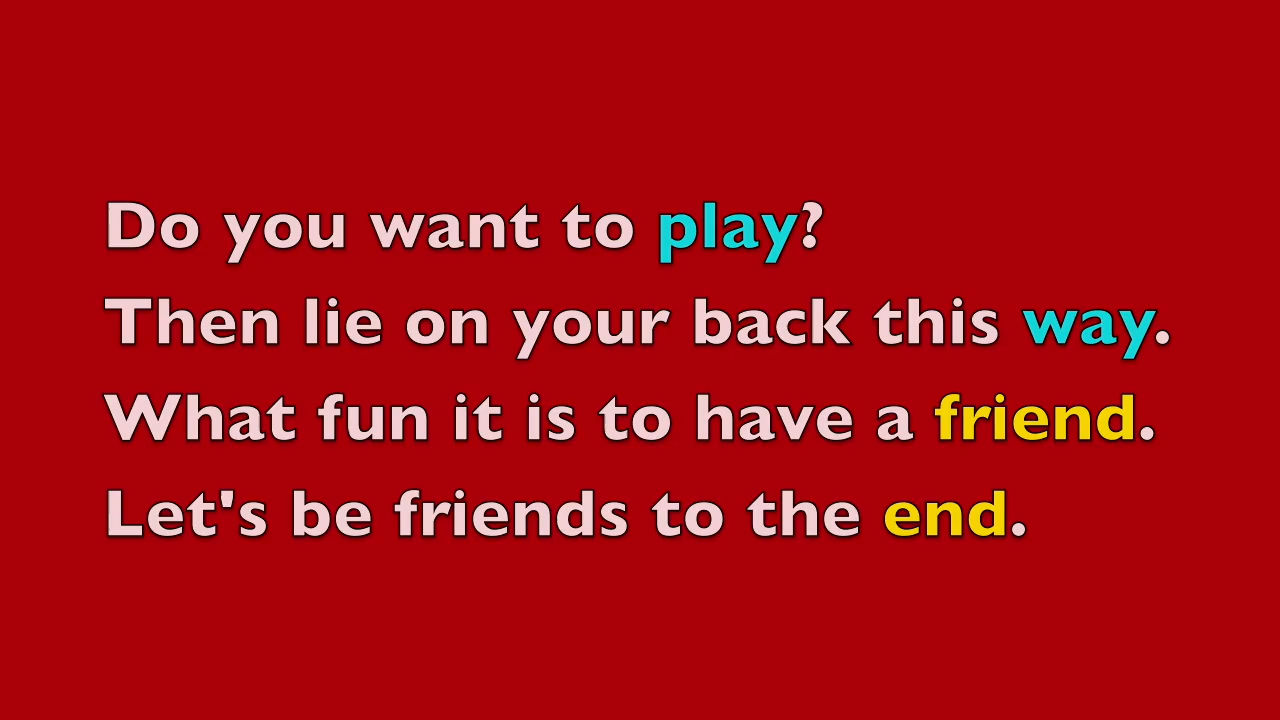 Do you want to play?
Then lie on your back this way.
What fun it is to have a friend.
Let's be friends to the end.